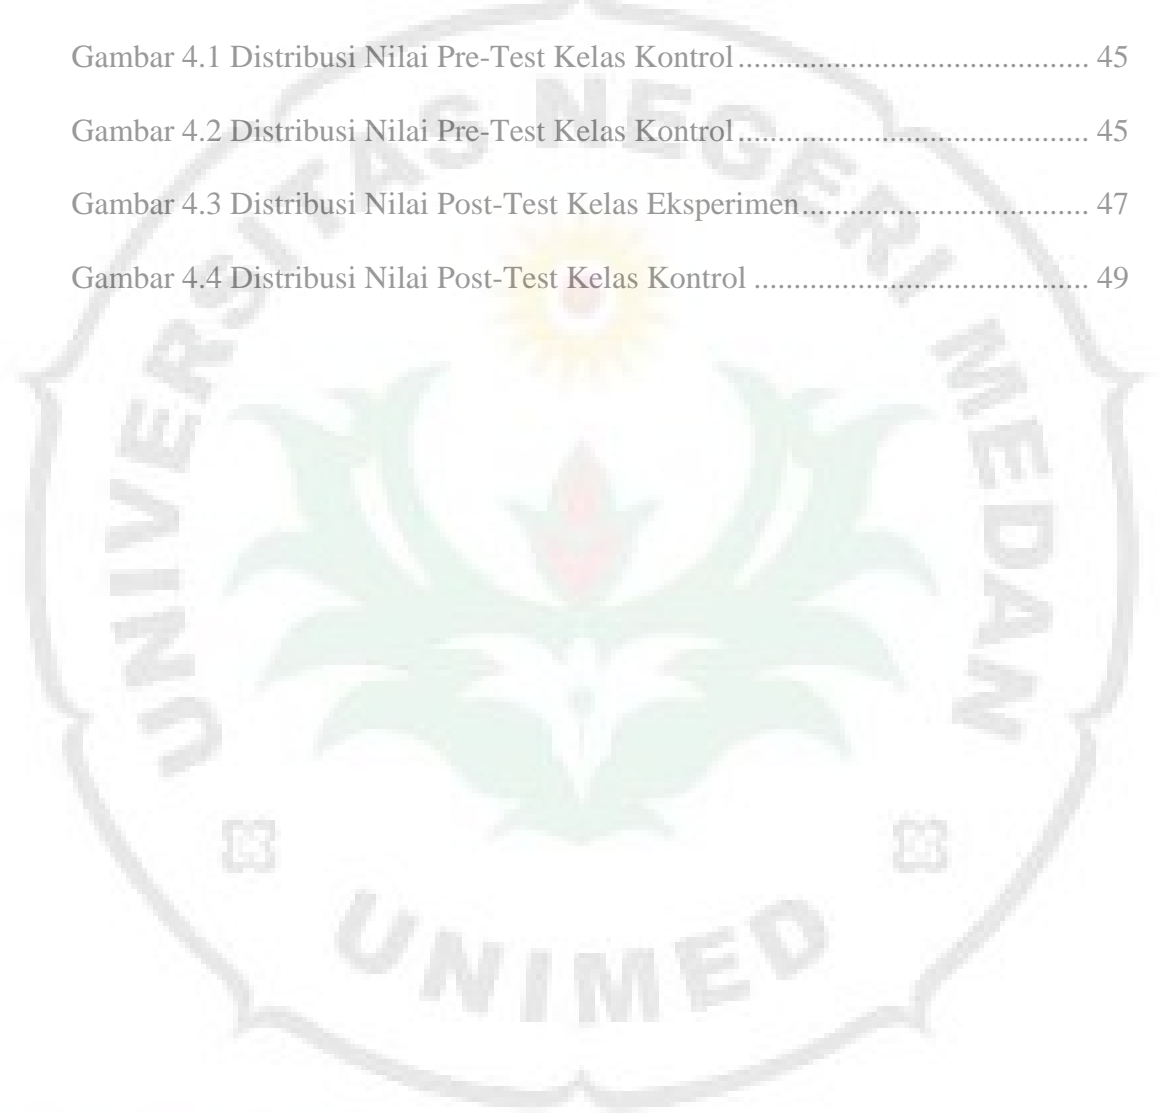 Gambar 4.1 Distribusi Nilai Pre-Test Kelas Kontrol..................................... 45
Gambar 4.2 Distribusi Nilai Pre-Test Kelas Kontrol..................................... 45
Gambar 4.3 Distribusi Nilai Post-Test Kelas Eksperimen.............................. 47
Gambar 4.4 Distribusi Nilai Post-Test Kelas Kontrol ................................... 49
UNIVERSITAS NEGERI MEDAN
UNIMED